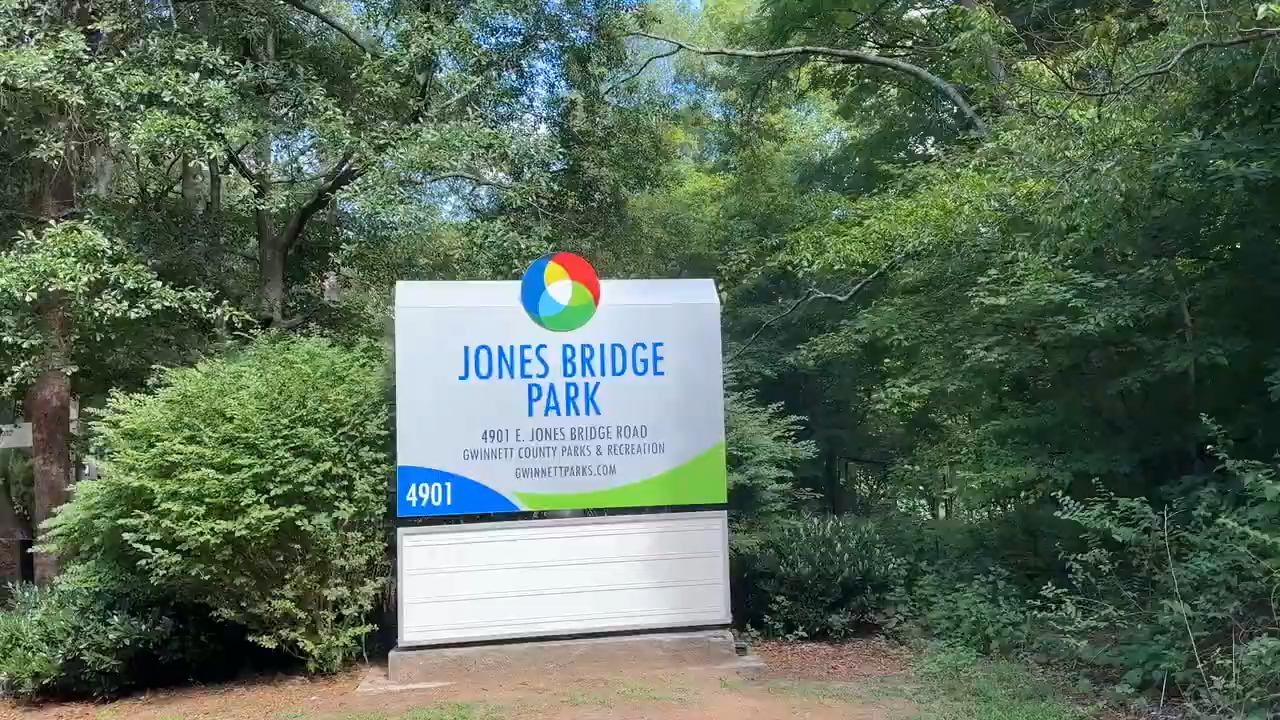 JONES BRIDGE
PARK
4901 E. JONES BRIDGE ROAD
GWINNETT COUNTY PARKS & RECREATION
GWINNETTPARKS.COM
4901